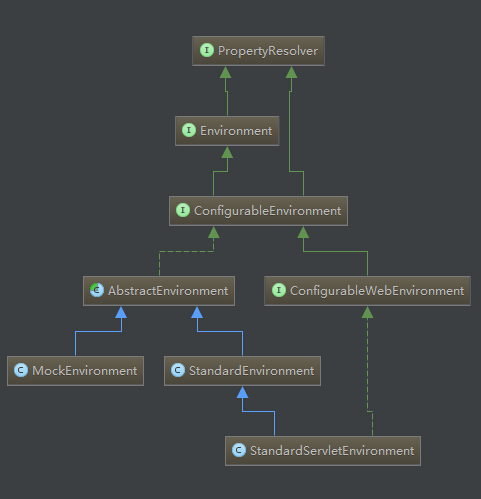 I PropertyResolver
I Environment
I ConfigurableEnvironment
C AbstractEnvironment
I ConfigurableWebEnvironment
C MockEnvironment
C StandardEnvironment
C StandardServletEnvironment